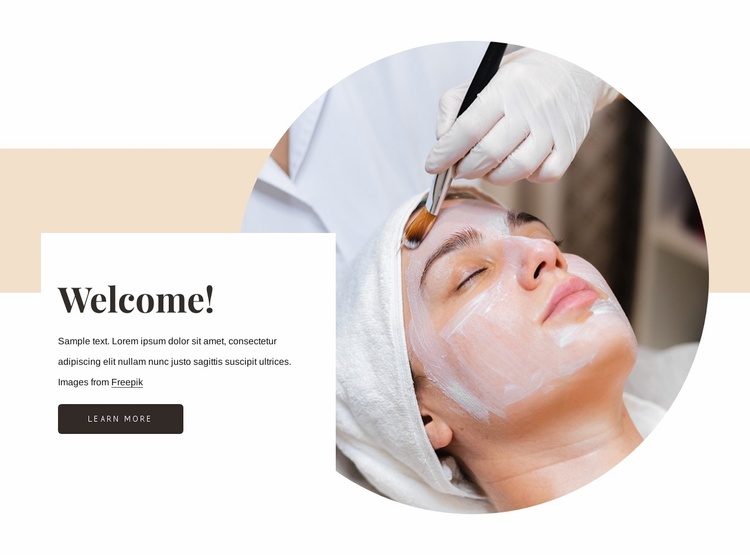 Welcome!
Sample text. Lorem ipsum dolor sit amet, consectetur
adipiscing elit nullam nunc justo sagittis suscipit ultrices.
Images from Freepik
LEARN MORE